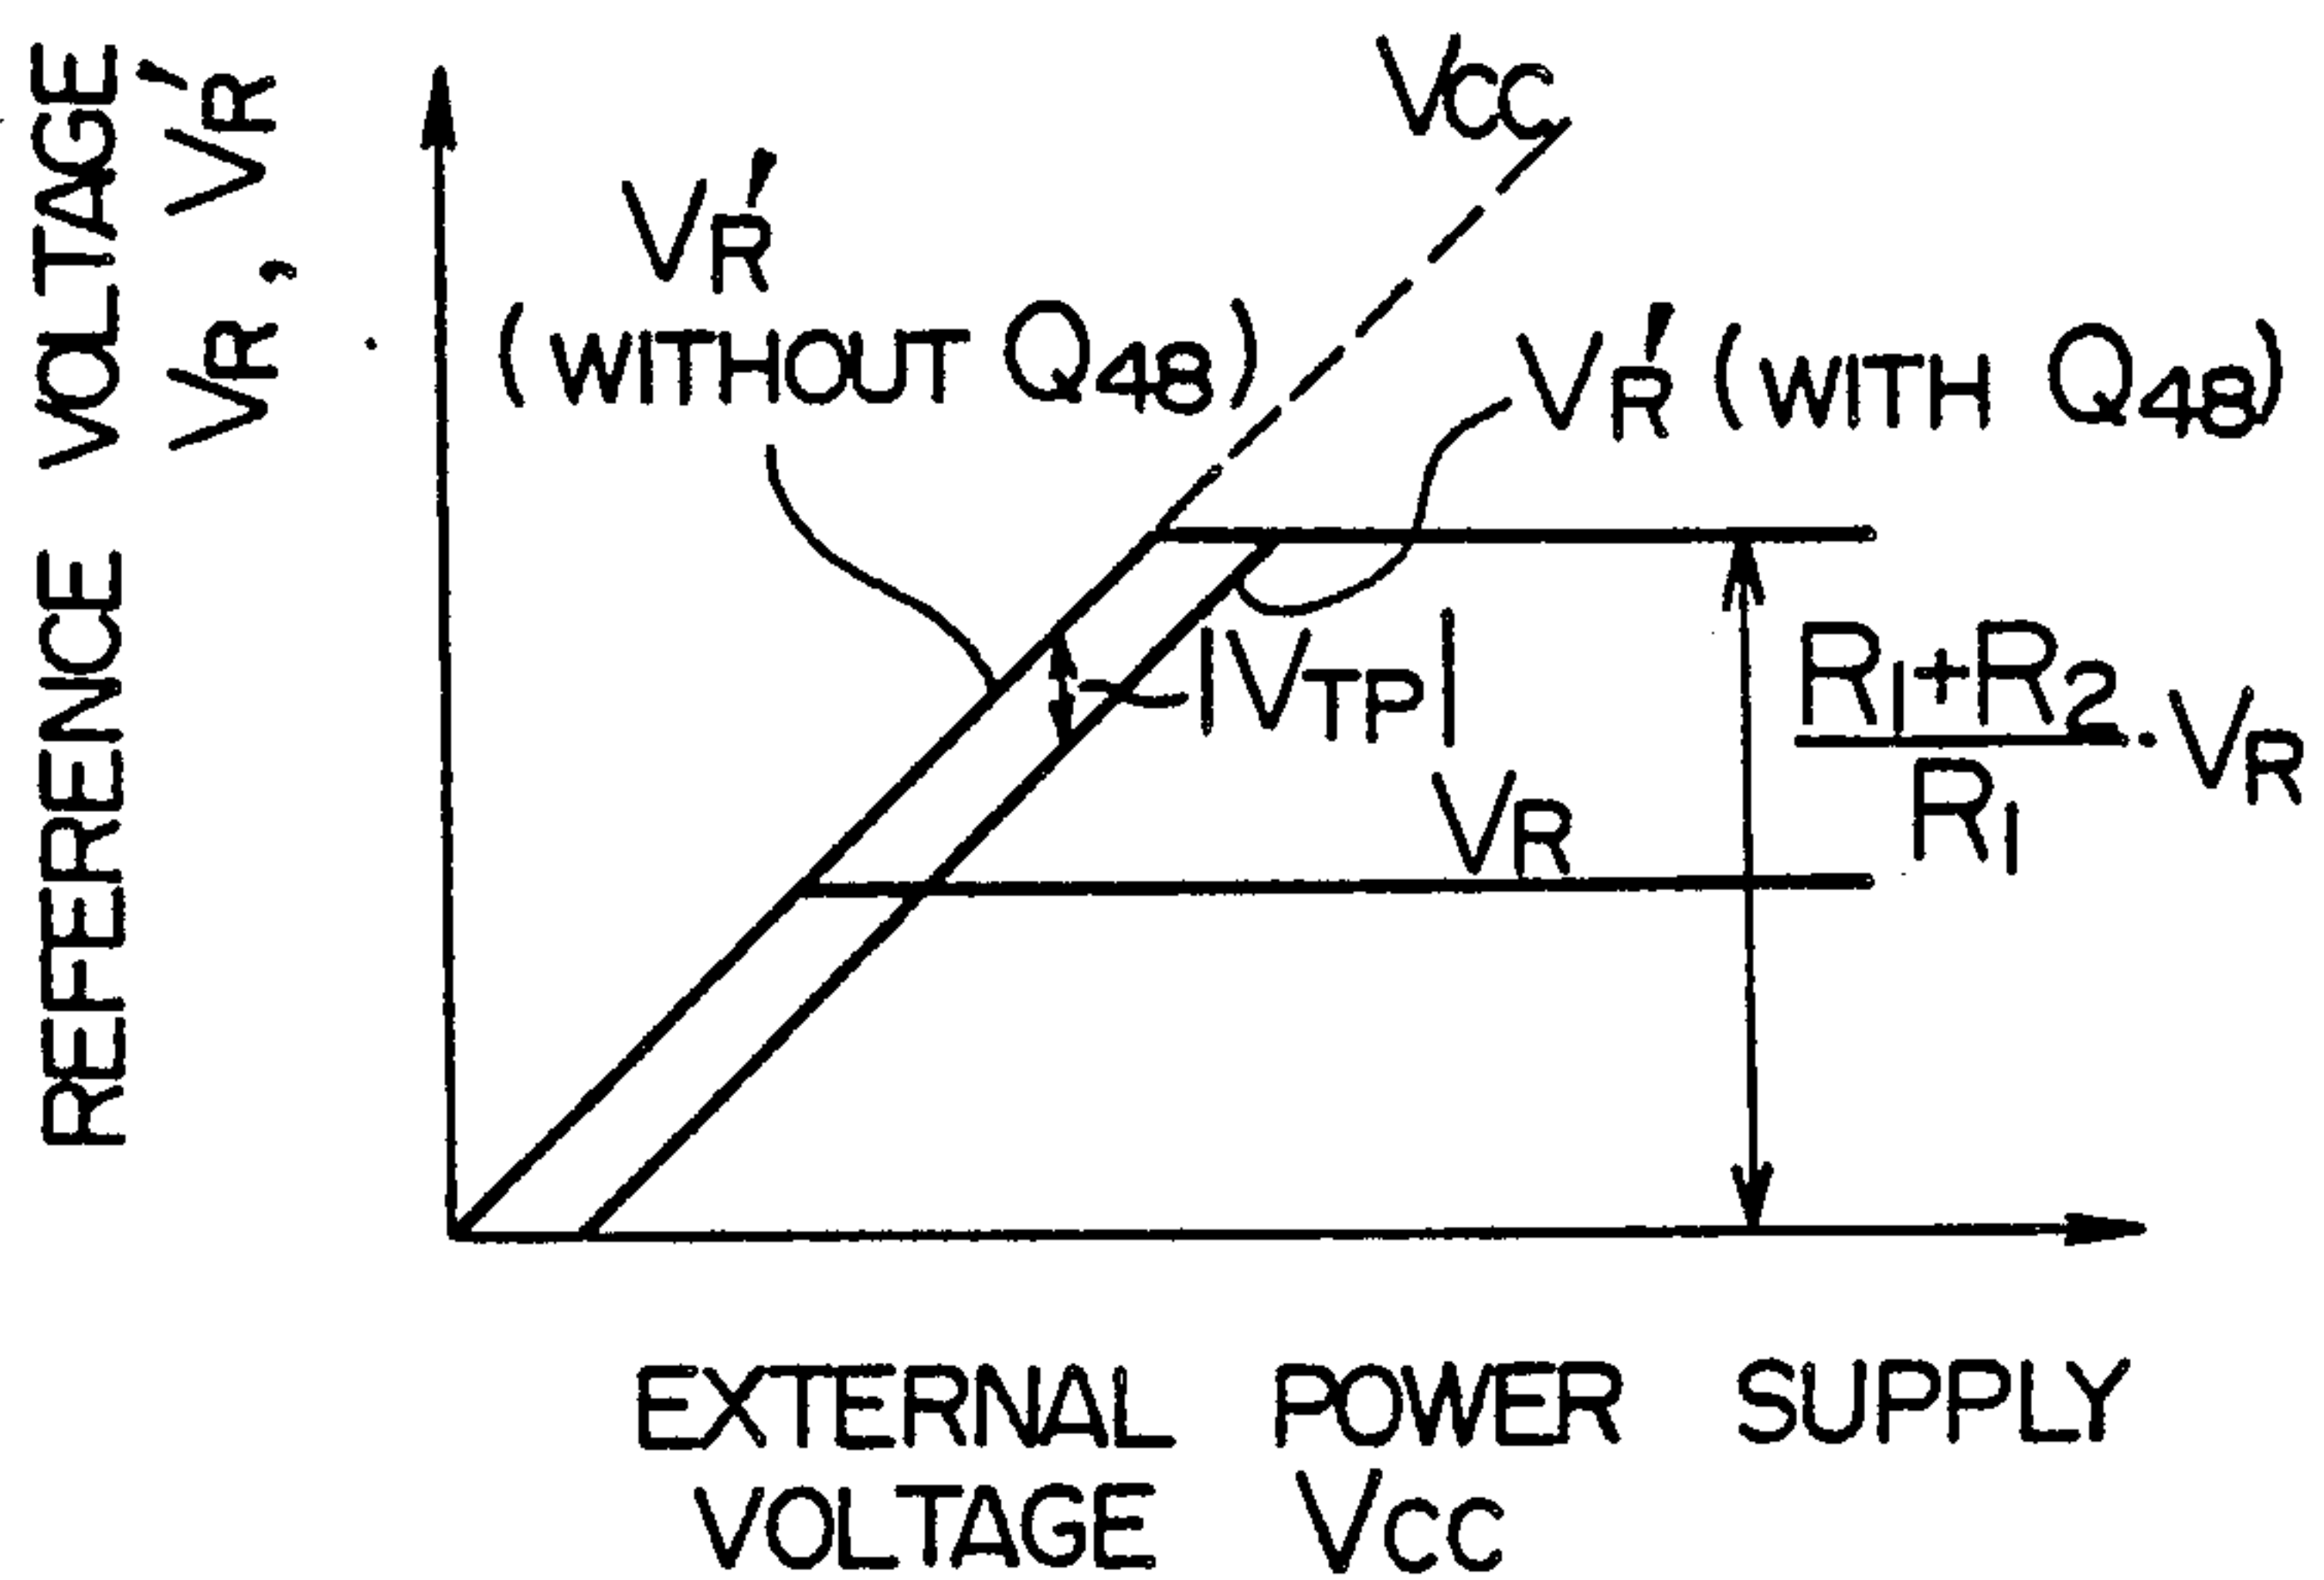 REFERENCE VOLTAGE
VR, VR′
VCC
VR′
(WITHOUT Q48)
VR′ (WITH Q48)
|VTP|
R1+R2
R1
· VR
VR
EXTERNAL POWER SUPPLY
VOLTAGE VCC